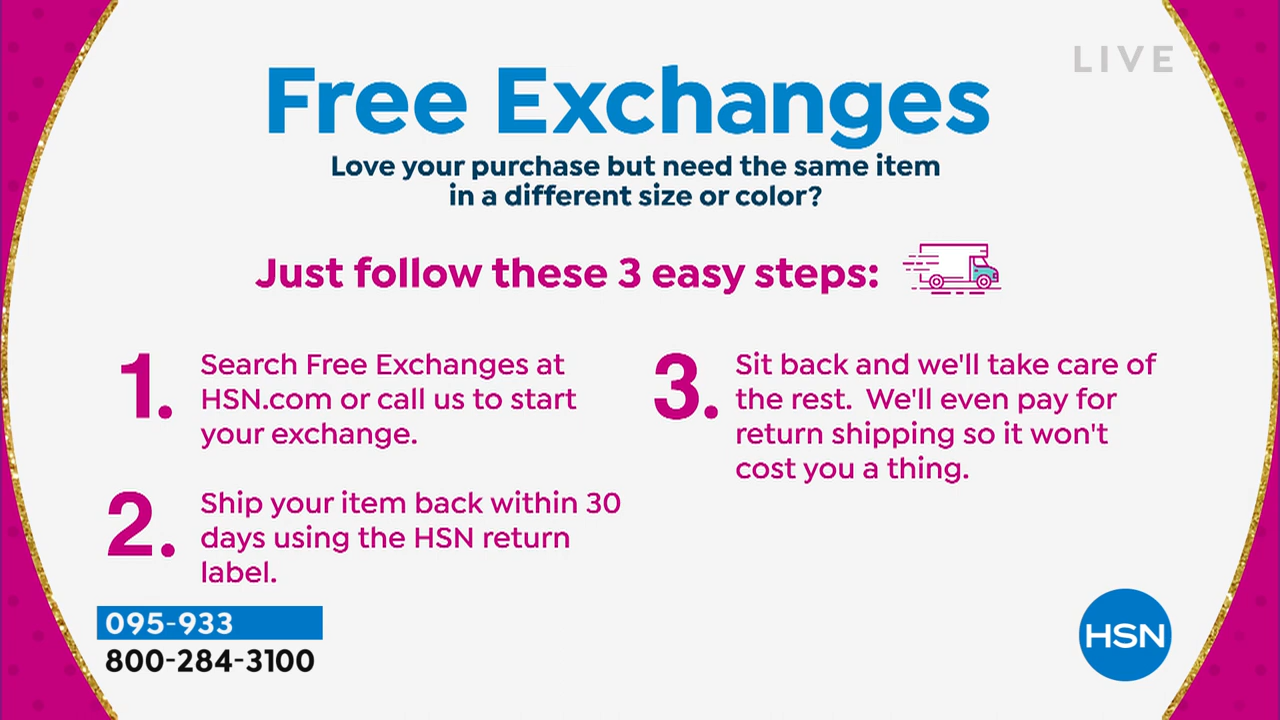 LIVE
Free Exchanges
Love your purchase but need the same item
in a different size or color?
Just follow these 3 easy steps:
1. Search Free Exchanges at
HSN.com or call us to start
your exchange.
2. Ship your item back within 30
days using the HSN return
label.
3. Sit back and we'll take care of
the rest.  We'll even pay for
return shipping so it won't
cost you a thing.
095-933
800-284-3100
HSN